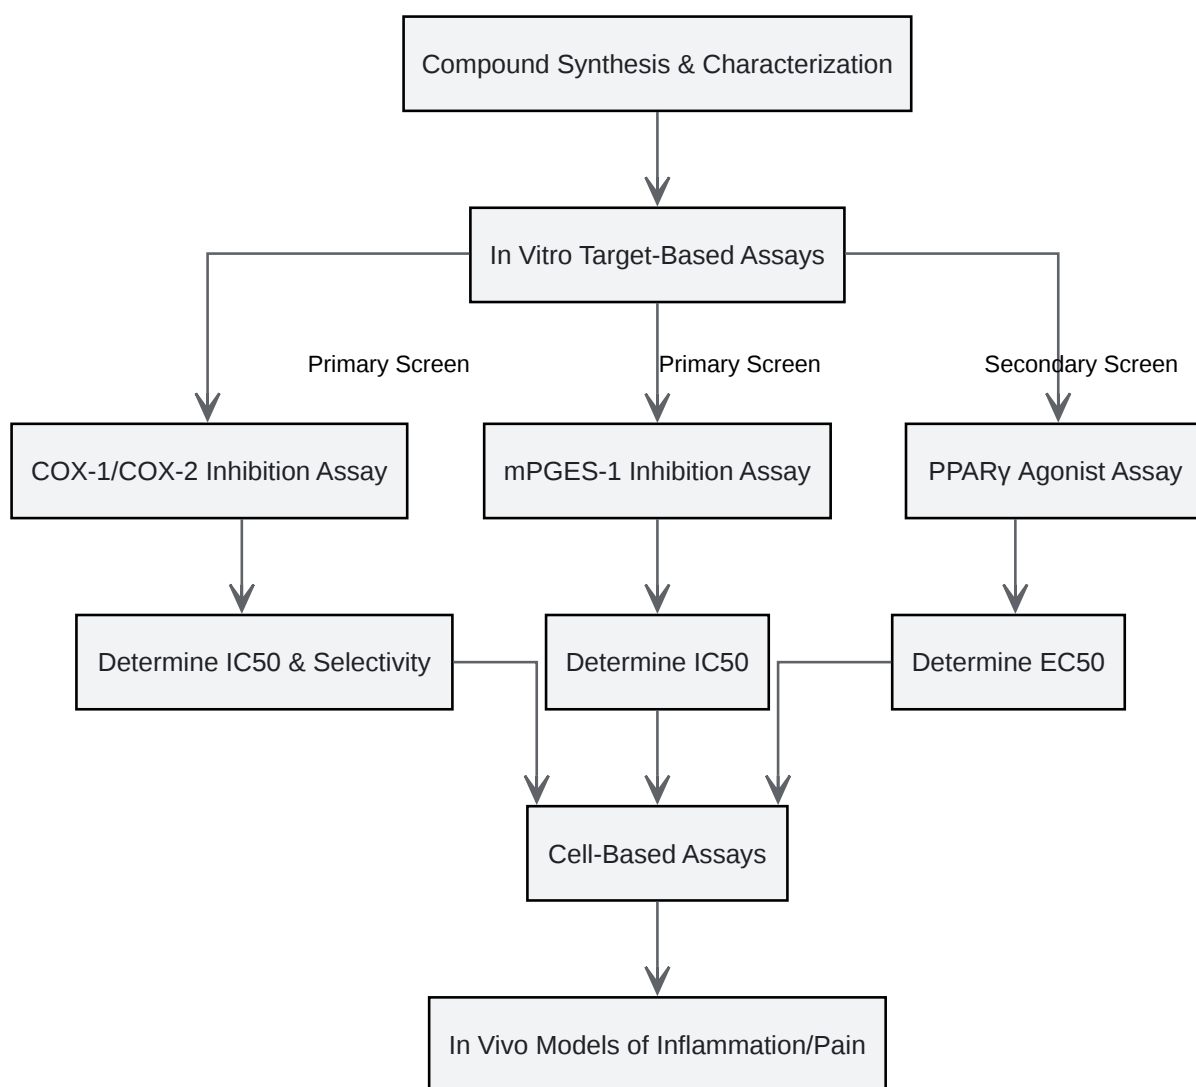 Compound Synthesis & Characterization
In Vitro Target-Based Assays
Primary Screen
Primary Screen
Secondary Screen
COX-1/COX-2 Inhibition Assay
mPGES-1 Inhibition Assay
PPARγ Agonist Assay
Determine IC50 & Selectivity
Determine IC50
Determine EC50
Cell-Based Assays
In Vivo Models of Inflammation/Pain